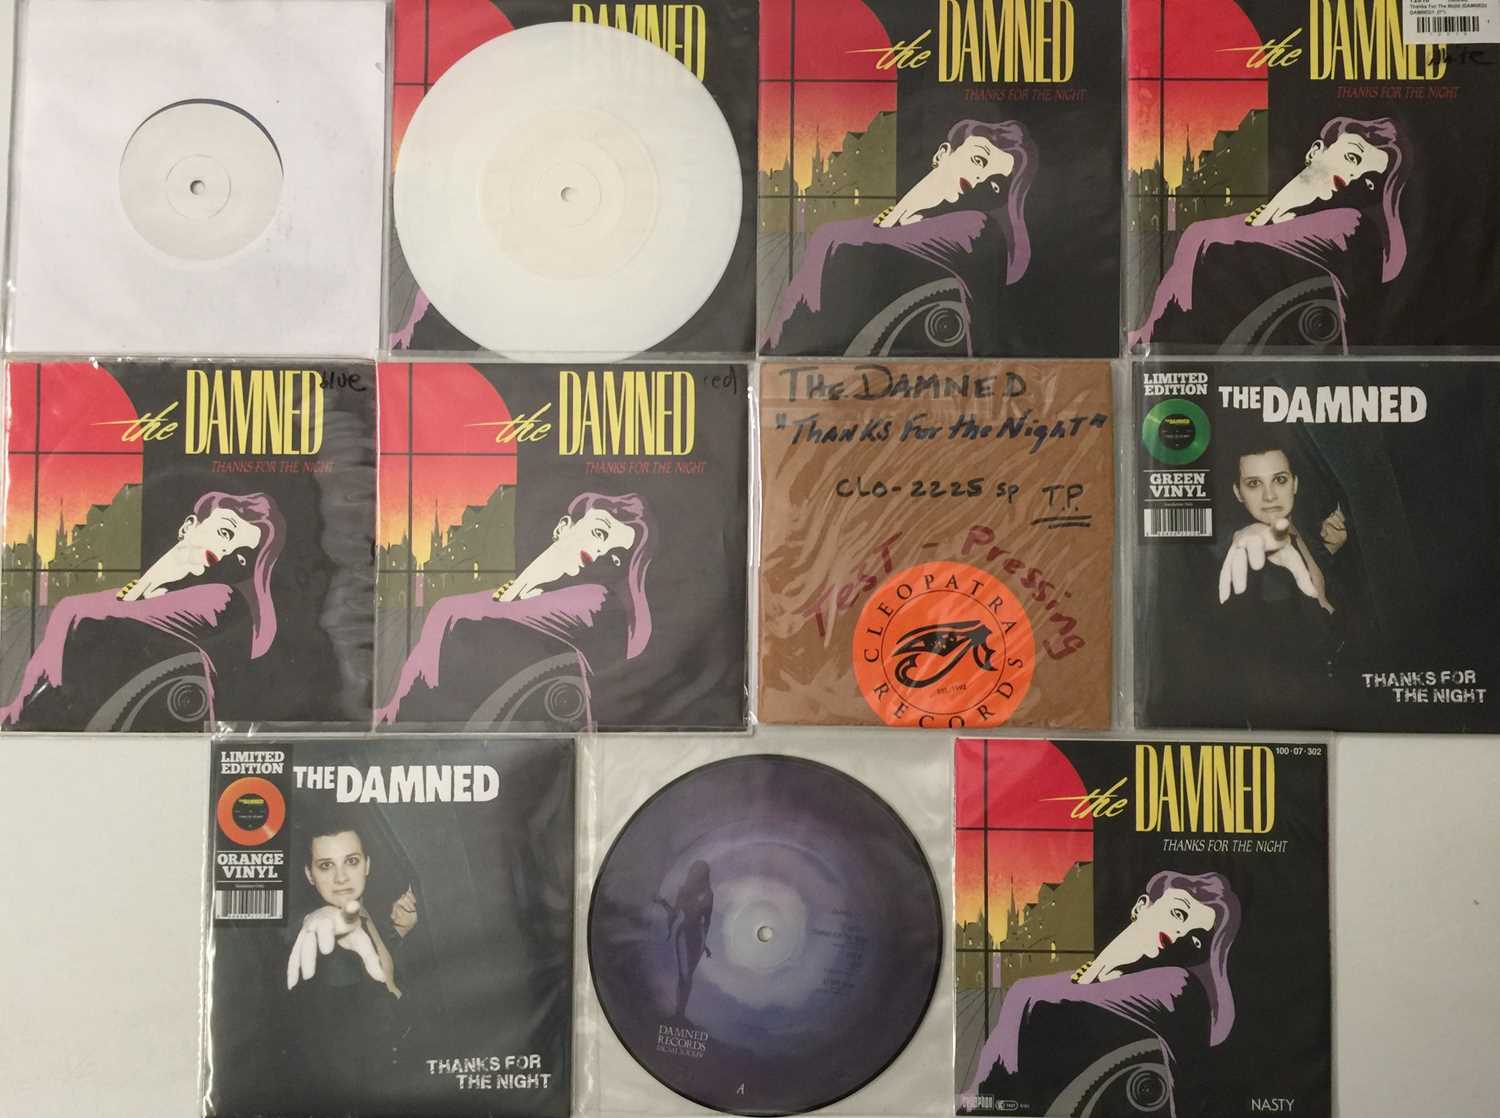 the DAMNED
the DAMNED
THANKS FOR THE NIGHT
the DAMNED
THANKS FOR THE NIGHT
Thanks For The Night (DAMNED)
the DAMNED
THANKS FOR THE NIGHT
blue
the DAMNED
THANKS FOR THE NIGHT
red
THE DAMNED
"THANKS For the NigHT"
CLO-2225 SP T.P.
TesT-Pressing
CLEOPATRA RECORDS
EST. 1992
LIMITED
EDITION
GREEN
VINYL
THE DAMNED
THANKS FOR
THE NIGHT
LIMITED
EDITION
ORANGE
VINYL
THE DAMNED
THANKS FOR
THE NIGHT
DAMNED
RECORDS
A
100·07·302
the DAMNED
THANKS FOR THE NIGHT
NASTY